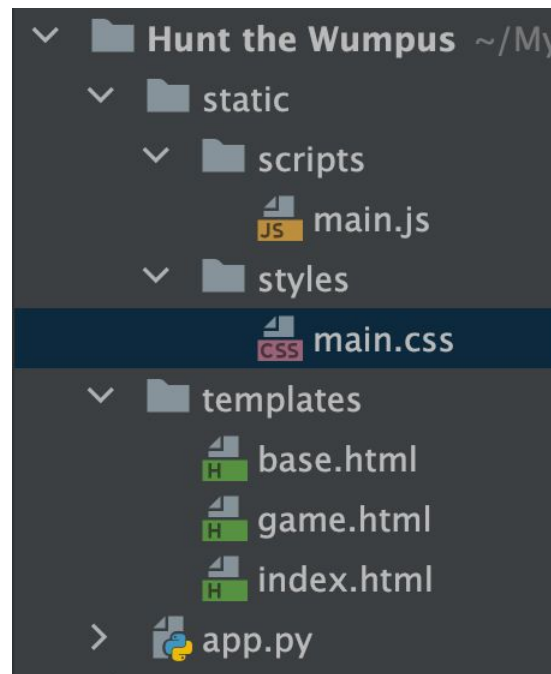 Hunt the Wumpus ~/My
static
scripts
JS main.js
styles
CSS main.css
templates
H base.html
H game.html
H index.html
app.py